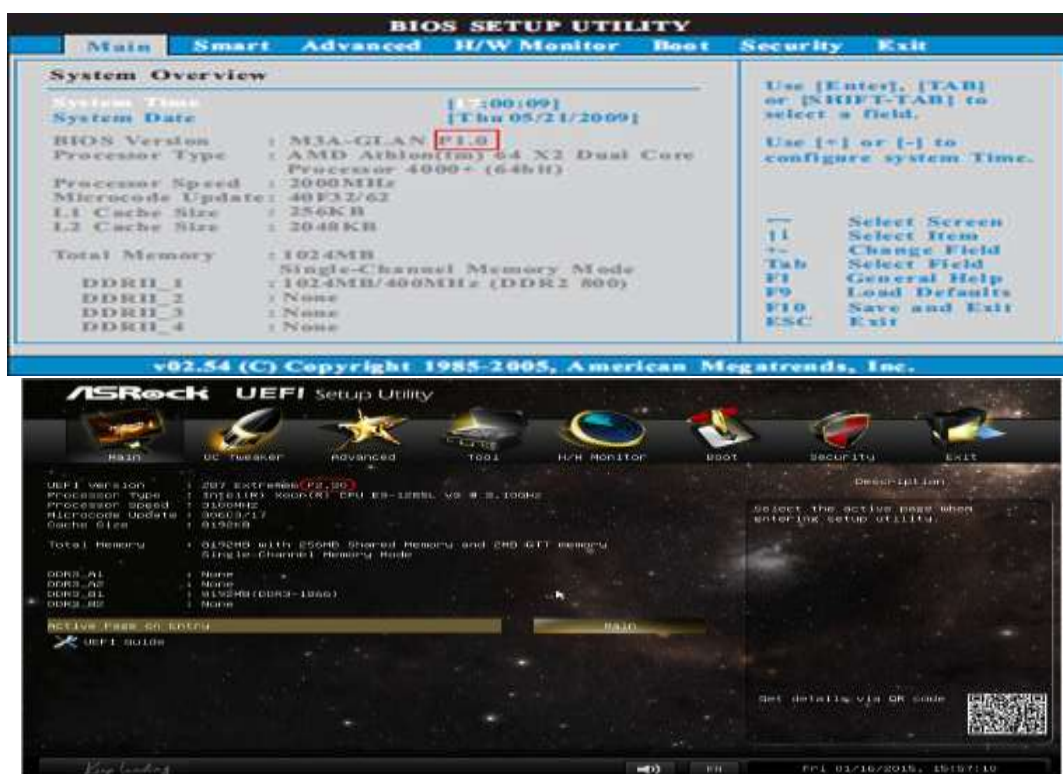 BIOS SETUP UTILITY
Main Smart Advanced H/W Monitor Boot Security Exit
System Overview
System Time [17:00:09]
System Date [Thu 05/21/2009]
BIOS Version : M3A-GLAN P1.0
Processor Type : AMD Athlon(tm) 64 X2 Dual Core
Processor 4000+ (64bit)
Processor Speed : 2000MHz
Microcode Update: 40F32/62
L1 Cache Size : 256KB
L2 Cache Size : 2048KB
Total Memory : 1024MB
Single-Channel Memory Mode
DDRII_1 : 1024MB/400MHz (DDR2 800)
DDRII_2 : None
DDRII_3 : None
DDRII_4 : None
Use [Enter], [TAB]
or [SHIFT-TAB] to
select a field.
Use [+] or [-] to
configure system Time.
Select Screen
↑↓ Select Item
+- Change Field
Tab Select Field
F1 General Help
F9 Load Defaults
F10 Save and Exit
ESC Exit
v02.54 (C) Copyright 1985-2005, American Megatrends, Inc.
ASRock UEFI Setup Utility
Main OC Tweaker Advanced Tool H/W Monitor Boot Security Exit
UEFI Version : Z87 Extreme6 P2.20
Processor Type : Intel(R) Xeon(R) CPU E3-1285L v3 @ 3.10GHz
Processor Speed : 3100MHz
Microcode Update : 306C3/17
Cache Size : 8192KB
Total Memory : 8192MB with 256MB Shared Memory and 2MB GTT memory
Single-Channel Memory Mode
DDR3_A1 : None
DDR3_A2 : None
DDR3_B1 : 8192MB(DDR3-1866)
DDR3_B2 : None
Active Page on Entry Main
UEFI Guide
Description
Select the active page when
entering setup utility.
Get details via QR code
EN Fri 01/16/2015, 15:57:10